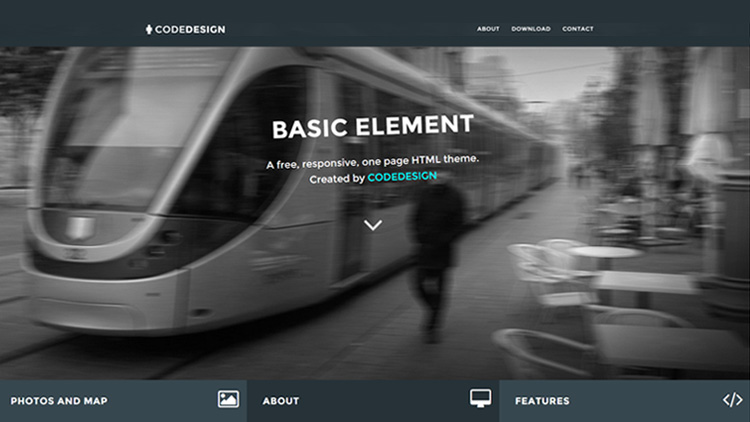 CODEDESIGN
ABOUT DOWNLOAD CONTACT
BASIC ELEMENT
A free, responsive, one page HTML theme.
Created by CODEDESIGN
PHOTOS AND MAP
ABOUT
FEATURES